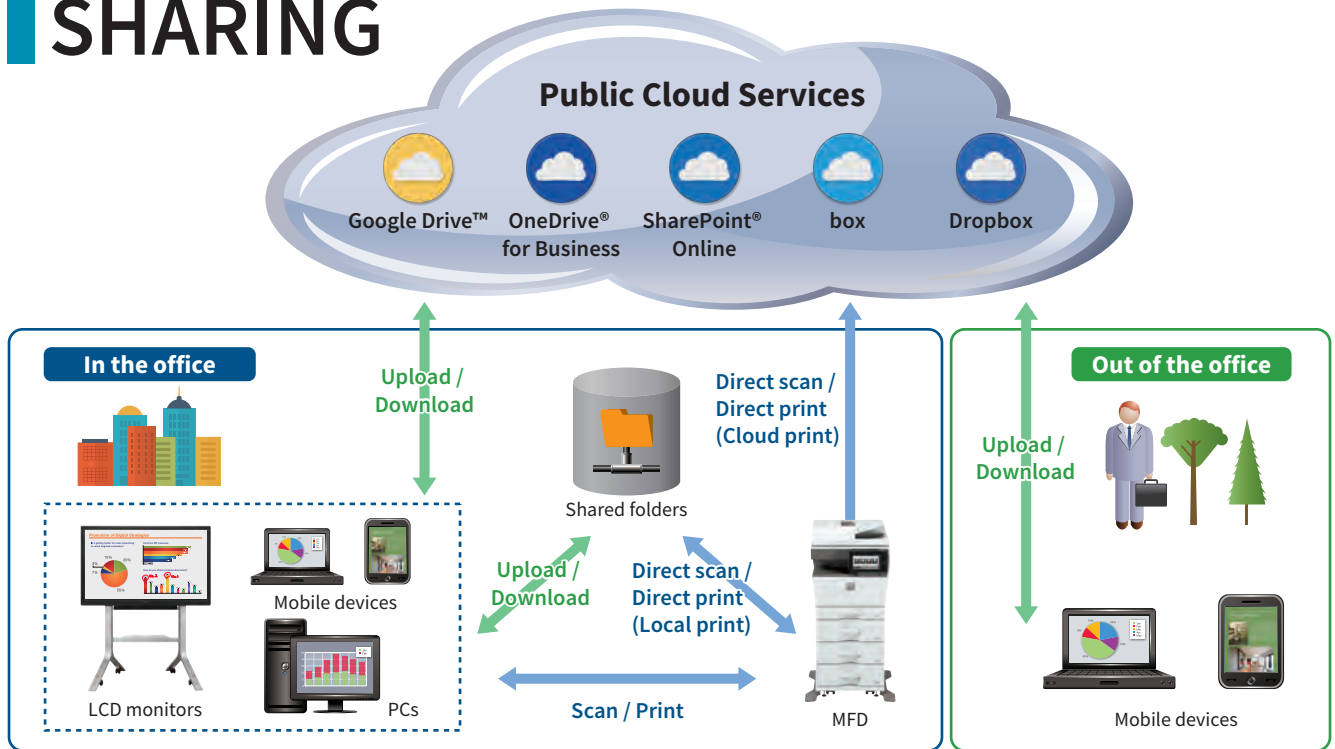 SHARING
Public Cloud Services
Google Drive™
OneDrive®
for Business
SharePoint®
Online
box
Dropbox
In the office
Upload /
Download
Direct scan /
Direct print
(Cloud print)
Out of the office
Upload /
Download
Shared folders
Upload /
Download
Direct scan /
Direct print
(Local print)
Mobile devices
LCD monitors
PCs
Scan / Print
MFD
Mobile devices